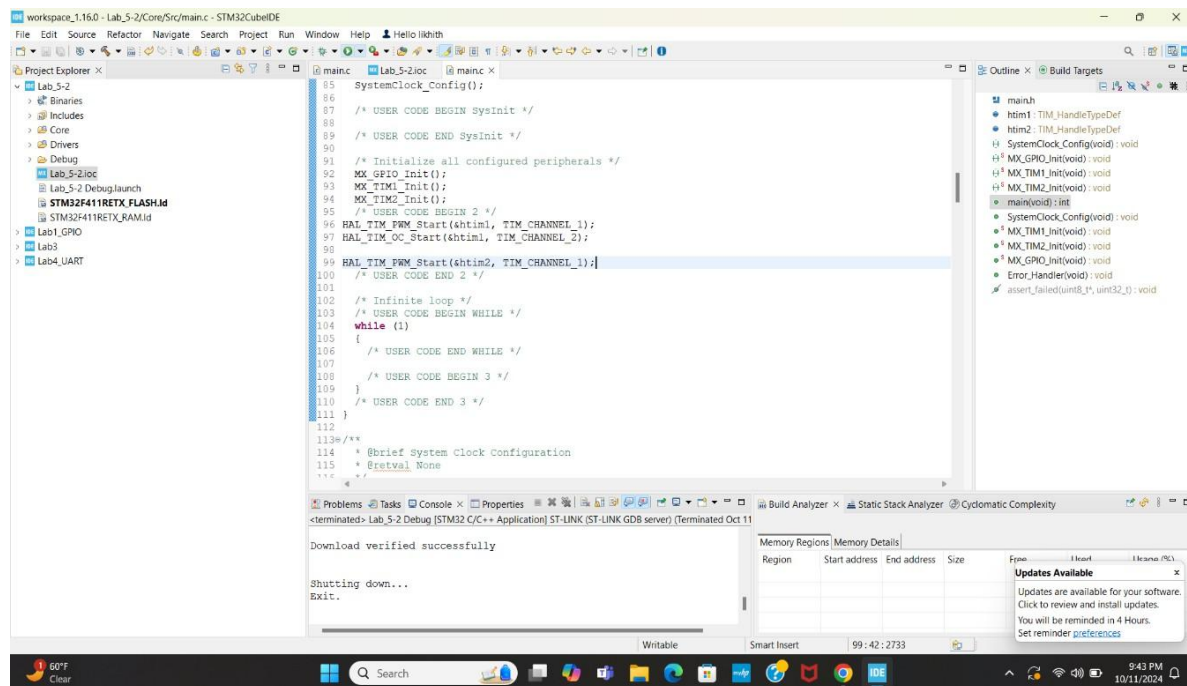 workspace_1.16.0 - Lab_5-2/Core/Src/main.c - STM32CubeIDE
File Edit Source Refactor Navigate Search Project Run Window Help Hello likhith
Project Explorer
Lab_5-2
Binaries
Includes
Core
Drivers
Debug
Lab_5-2.ioc
Lab_5-2 Debug.launch
STM32F411RETX_FLASH.ld
STM32F411RETX_RAM.ld
Lab1_GPIO
Lab3
Lab4_UART
main.c Lab_5-2.ioc main.c
85 SystemClock_Config();
86
87 /* USER CODE BEGIN SysInit */
88
89 /* USER CODE END SysInit */
90
91 /* Initialize all configured peripherals */
92 MX_GPIO_Init();
93 MX_TIM1_Init();
94 MX_TIM2_Init();
95 /* USER CODE BEGIN 2 */
96 HAL_TIM_PWM_Start(&htim1, TIM_CHANNEL_1);
97 HAL_TIM_OC_Start(&htim1, TIM_CHANNEL_2);
98
99 HAL_TIM_PWM_Start(&htim2, TIM_CHANNEL_1);
100 /* USER CODE END 2 */
101
102 /* Infinite loop */
103 /* USER CODE BEGIN WHILE */
104 while (1)
105 {
106 /* USER CODE END WHILE */
107
108 /* USER CODE BEGIN 3 */
109 }
110 /* USER CODE END 3 */
111 }
112
113 /**
114 * @brief System Clock Configuration
115 * @retval None
Outline Build Targets
main.h
htim1 : TIM_HandleTypeDef
htim2 : TIM_HandleTypeDef
SystemClock_Config(void) : void
MX_GPIO_Init(void) : void
MX_TIM1_Init(void) : void
MX_TIM2_Init(void) : void
main(void) : int
SystemClock_Config(void) : void
MX_TIM1_Init(void) : void
MX_TIM2_Init(void) : void
MX_GPIO_Init(void) : void
Error_Handler(void) : void
assert_failed(uint8_t*, uint32_t) : void
Problems Tasks Console Properties
<terminated> Lab_5-2 Debug [STM32 C/C++ Application] ST-LINK (ST-LINK GDB server) (Terminated Oct 11
Download verified successfully
Shutting down...
Exit.
Build Analyzer Static Stack Analyzer Cyclomatic Complexity
Memory Regions Memory Details
Region Start address End address Size Free Used Usage (%)
Updates Available
Updates are available for your software.
Click to review and install updates.
You will be reminded in 4 Hours.
Set reminder preferences
Writable Smart Insert 99 : 42 : 2733
1
60°F
Clear
Search
IDE
9:43 PM
10/11/2024